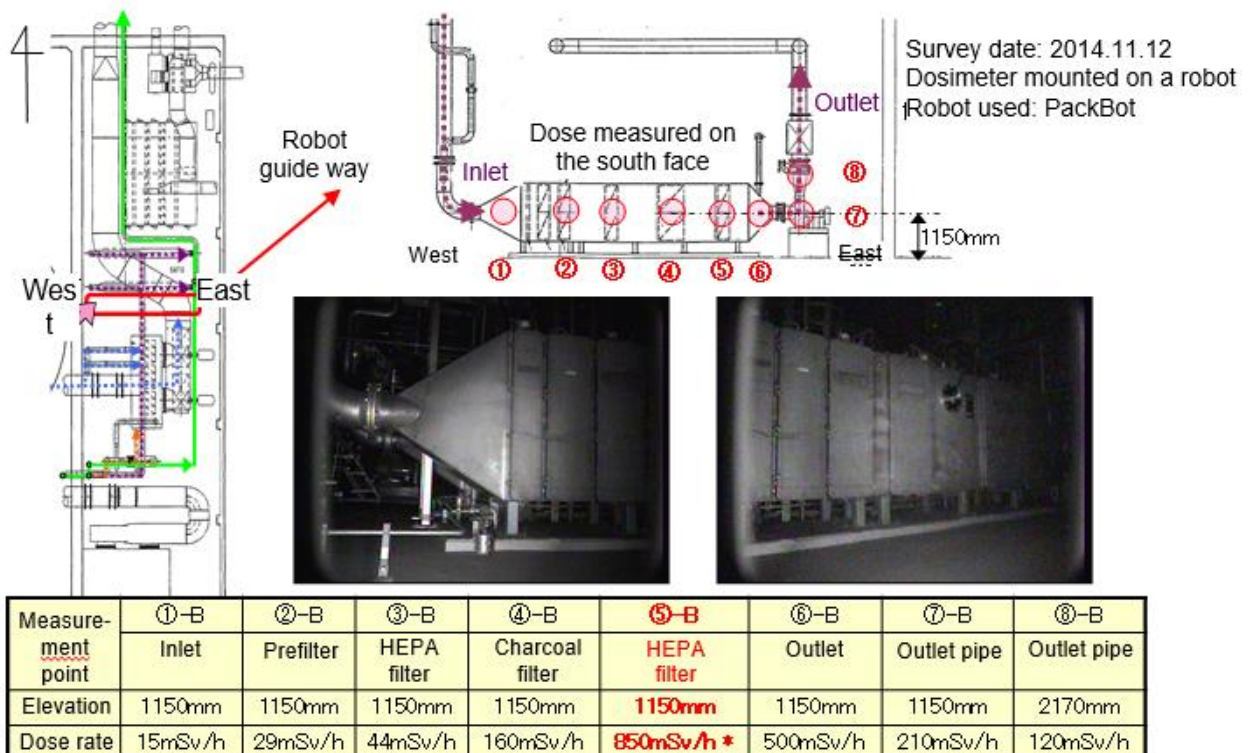 Robot
guide way
Wes
t
East
Inlet
Dose measured on
the south face
Outlet
West
①
②
③
④
⑤
⑥
⑦
⑧
East
1150mm
Survey date: 2014.11.12
Dosimeter mounted on a robot
Robot used: PackBot
Measure-
ment
point
①-B
②-B
③-B
④-B
⑤-B
⑥-B
⑦-B
⑧-B
Inlet
Prefilter
HEPA
filter
Charcoal
filter
HEPA
filter
Outlet
Outlet pipe
Outlet pipe
Elevation 1150mm 1150mm 1150mm 1150mm 1150mm 1150mm 1150mm 2170mm
Dose rate 15mSv/h 29mSv/h 44mSv/h 160mSv/h 850mSv/h * 500mSv/h 210mSv/h 120mSv/h